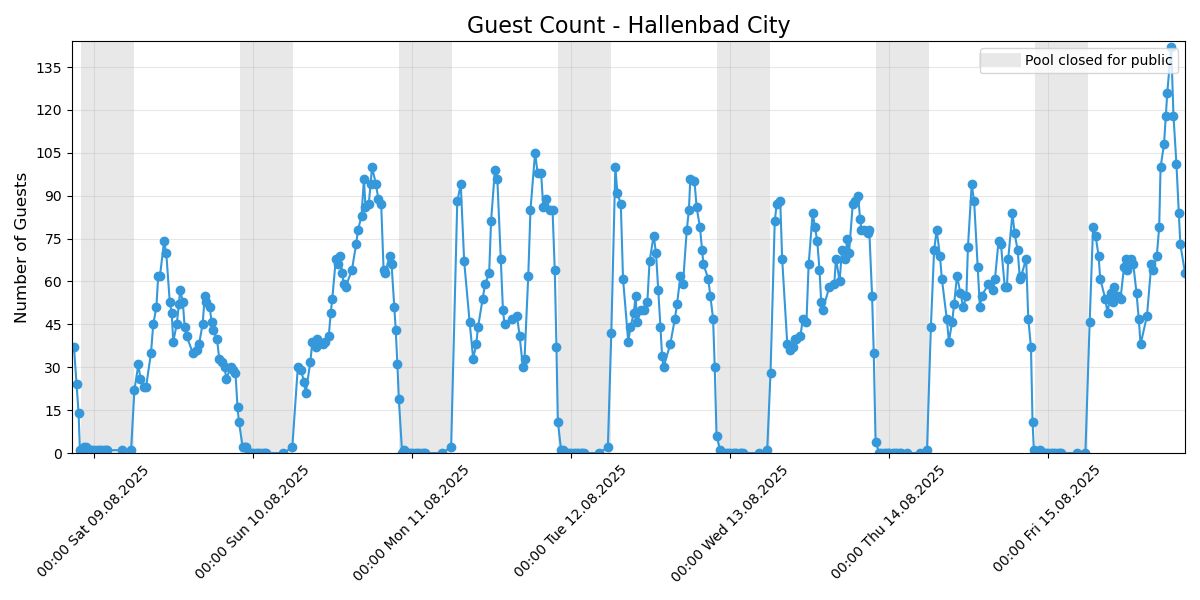 Guest Count - Hallenbad City
Pool closed for public
Number of Guests
135
120
105
90
75
60
45
30
15
0
00:00 Sat 09.08.2025
00:00 Sun 10.08.2025
00:00 Mon 11.08.2025
00:00 Tue 12.08.2025
00:00 Wed 13.08.2025
00:00 Thu 14.08.2025
00:00 Fri 15.08.2025